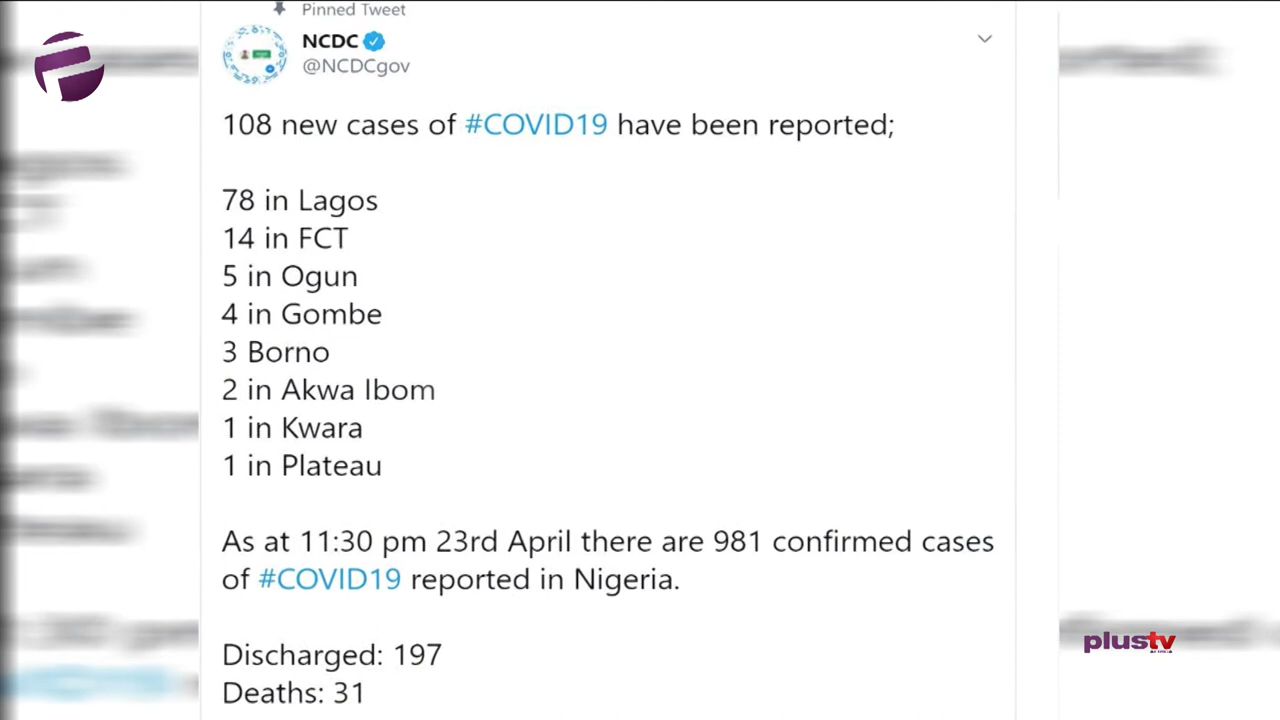 Pinned Tweet
NCDC
@NCDCgov
108 new cases of #COVID19 have been reported;
78 in Lagos
14 in FCT
5 in Ogun
4 in Gombe
3 Borno
2 in Akwa Ibom
1 in Kwara
1 in Plateau
As at 11:30 pm 23rd April there are 981 confirmed cases
of #COVID19 reported in Nigeria.
Discharged: 197
Deaths: 31
plustv